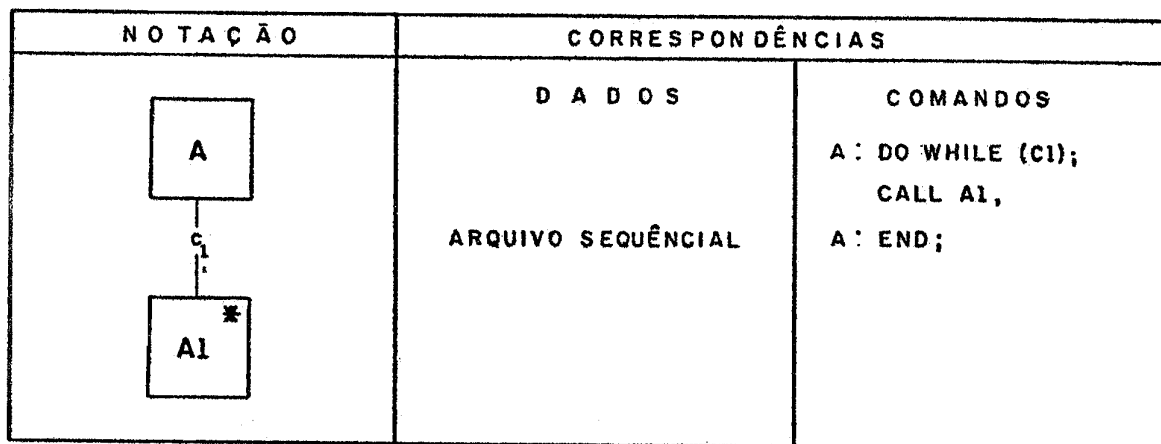 NOTAÇÃO
CORRESPONDÊNCIAS
A
c1
A1
*
DADOS
ARQUIVO SEQUÊNCIAL
COMANDOS
A: DO WHILE (C1);
CALL A1,
A: END;